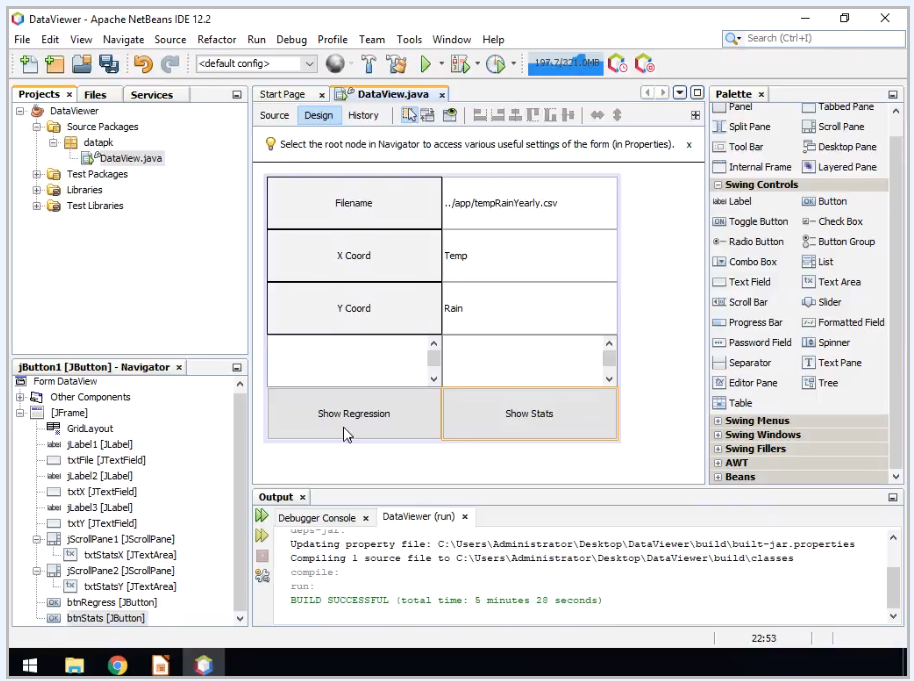 DataViewer - Apache NetBeans IDE 12.2
File Edit View Navigate Source Refactor Run Debug Profile Team Tools Window Help
Search (Ctrl+I)
<default config>
197.7/321.0MB
Projects Files Services
DataViewer
Source Packages
datapk
DataView.java
Test Packages
Libraries
Test Libraries
jButton1 [JButton] - Navigator
Form DataView
Other Components
[JFrame]
GridLayout
jLabel1 [JLabel]
txtFile [JTextField]
jLabel2 [JLabel]
txtX [JTextField]
jLabel3 [JLabel]
txtY [JTextField]
jScrollPane1 [JScrollPane]
txtStatsX [JTextArea]
jScrollPane2 [JScrollPane]
txtStatsY [JTextArea]
btnRegress [JButton]
btnStats [JButton]
Start Page DataView.java
Source Design History
Select the root node in Navigator to access various useful settings of the form (in Properties).
Filename ../app/tempRainYearly.csv
X Coord Temp
Y Coord Rain
Show Regression Show Stats
Output
Debugger Console DataViewer (run)
deps-jar:
Updating property file: C:\Users\Administrator\Desktop\DataViewer\build\built-jar.properties
Compiling 1 source file to C:\Users\Administrator\Desktop\DataViewer\build\classes
compile:
run:
BUILD SUCCESSFUL (total time: 5 minutes 28 seconds)
Palette
Panel Tabbed Pane
Split Pane Scroll Pane
Tool Bar Desktop Pane
Internal Frame Layered Pane
Swing Controls
label Label OK Button
ON Toggle Button Check Box
Radio Button Button Group
Combo Box List
Text Field Text Area
Scroll Bar Slider
Progress Bar Formatted Field
Password Field Spinner
Separator Text Pane
Editor Pane Tree
Table
Swing Menus
Swing Windows
Swing Fillers
AWT
Beans
22:53